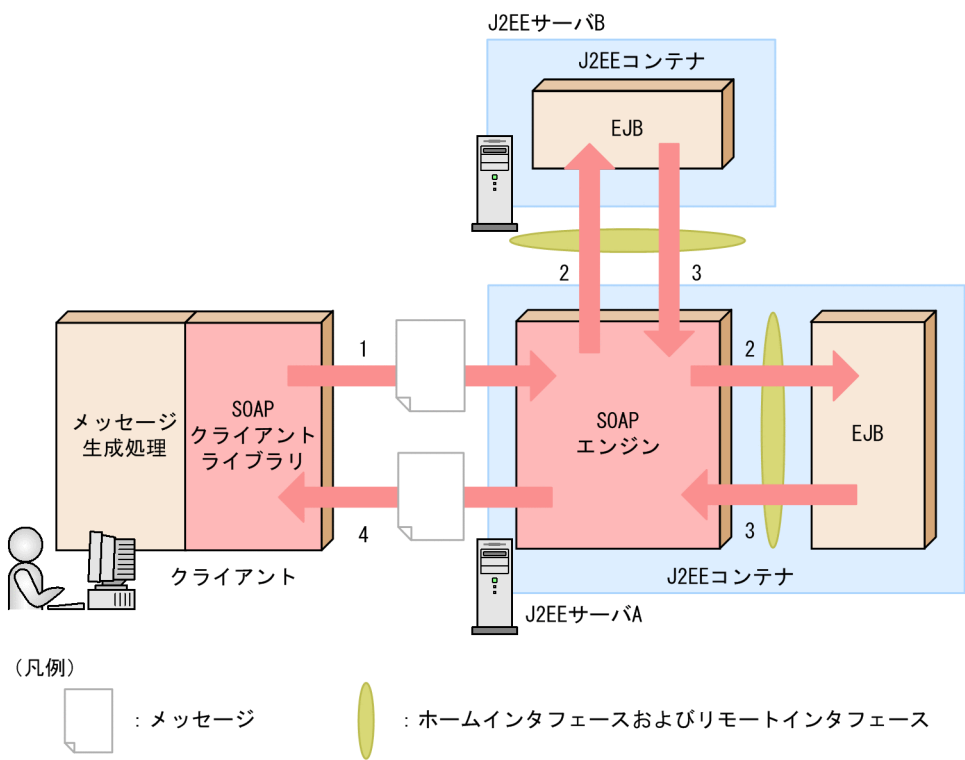 J2EEサーバB
J2EEコンテナ
EJB
2
3
1
2
メッセージ
生成処理
SOAP
クライアント
ライブラリ
SOAP
エンジン
EJB
4
3
クライアント
J2EEコンテナ
J2EEサーバA
(凡例)
：メッセージ
：ホームインタフェースおよびリモートインタフェース